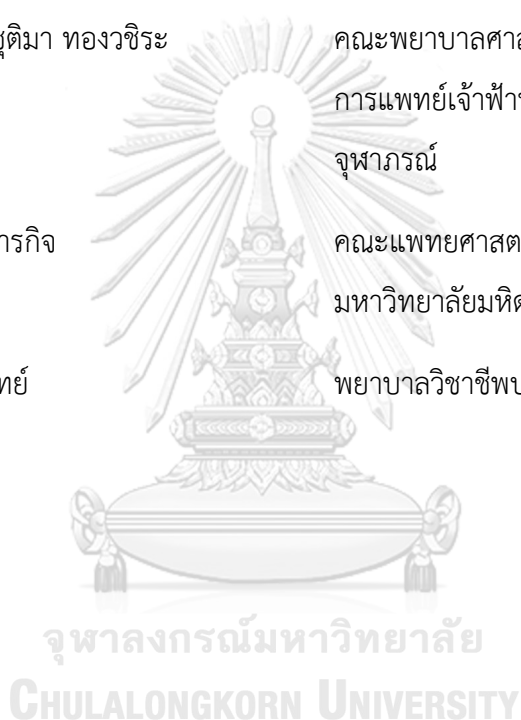 ชุติมา ทองวชิระ คณะพยาบาลศา
การแพทย์เจ้าฟ้า
จุฬาภรณ์
ารกิจ คณะแพทยศาสต
มหาวิทยาลัยมหิด
ทย์ พยาบาลวิชาชีพ
จุฬาลงกรณ์มหาวิทยาลัย
CHULALONGKORN UNIVERSITY